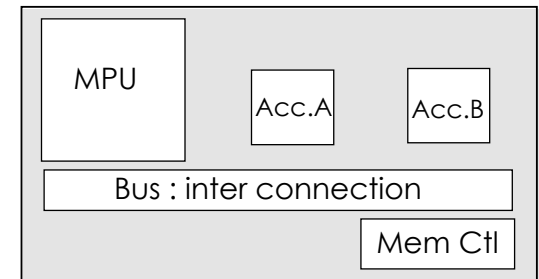 MPU
Acc.A
Acc.B
Bus : inter connection
Mem Ctl